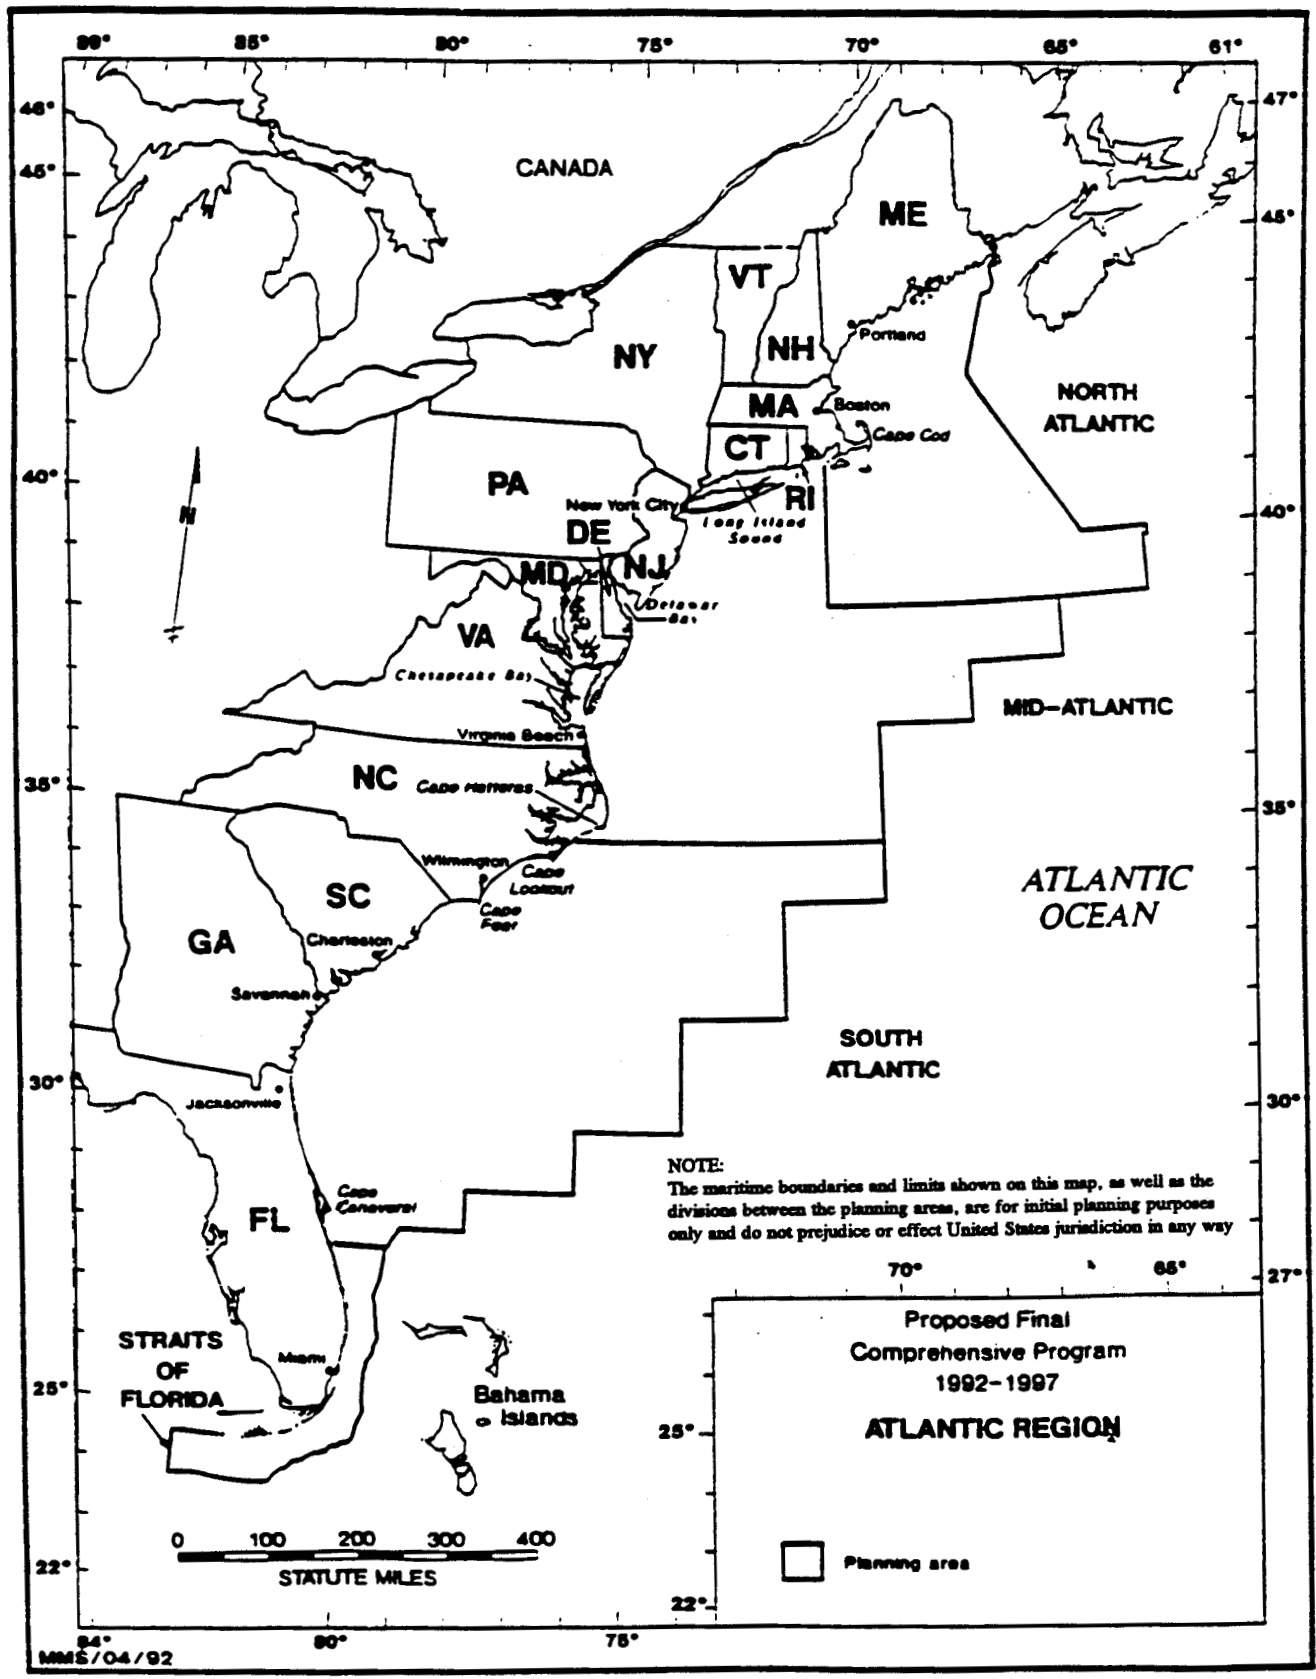 89° 85° 80° 75° 70° 65° 61°
46° 47°
CANADA
45°
ME
45°
VT
Portland
NH
NY
NORTH
ATLANTIC
MA
Boston
Cape Cod
CT
40°
PA
RI
New York City
40°
Long Island
Sound
DE
N
MD
NJ
Delawar
Bay
VA
Chesapeake Bay
MID-ATLANTIC
Virginia Beach
NC
35°
Cape Hatteras
35°
Wilmington
Cape
Lookout
ATLANTIC
OCEAN
SC
Cape
Fear
GA
Charleston
Savannah
SOUTH
ATLANTIC
30°
Jacksonville
30°
NOTE:
The maritime boundaries and limits shown on this map, as well as the
divisions between the planning areas, are for initial planning purposes
only and do not prejudice or effect United States jurisdiction in any way
Cape
Canaveral
FL
70° 65°
27°
Proposed Final
Comprehensive Program
1992-1997
ATLANTIC REGION
STRAITS
OF
FLORIDA
Miami
25°
Bahama
Islands
25°
0 100 200 300 400
STATUTE MILES
Planning area
22°
22°
84° 80° 75°
MMS/04/92